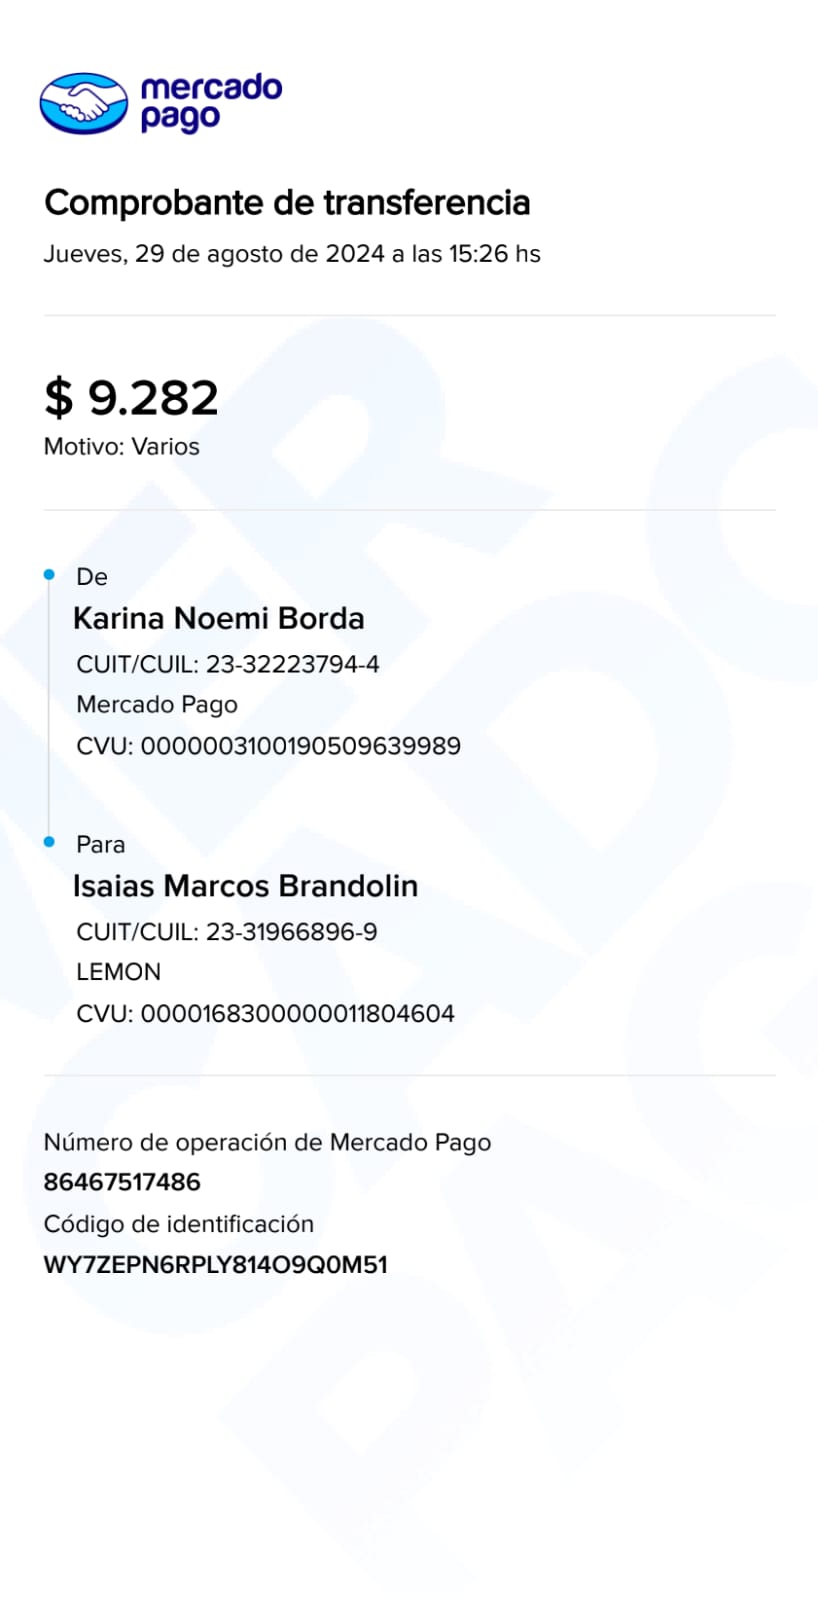 mercado
pago
Comprobante de transferencia
Jueves, 29 de agosto de 2024 a las 15:26 hs
$ 9.282
Motivo: Varios
De
Karina Noemi Borda
CUIT/CUIL: 23-32223794-4
Mercado Pago
CVU: 0000003100190509639989
Para
Isaias Marcos Brandolin
CUIT/CUIL: 23-31966896-9
LEMON
CVU: 0000168300000011804604
Número de operación de Mercado Pago
86467517486
Código de identificación
WY7ZEPN6RPLY814O9Q0M51